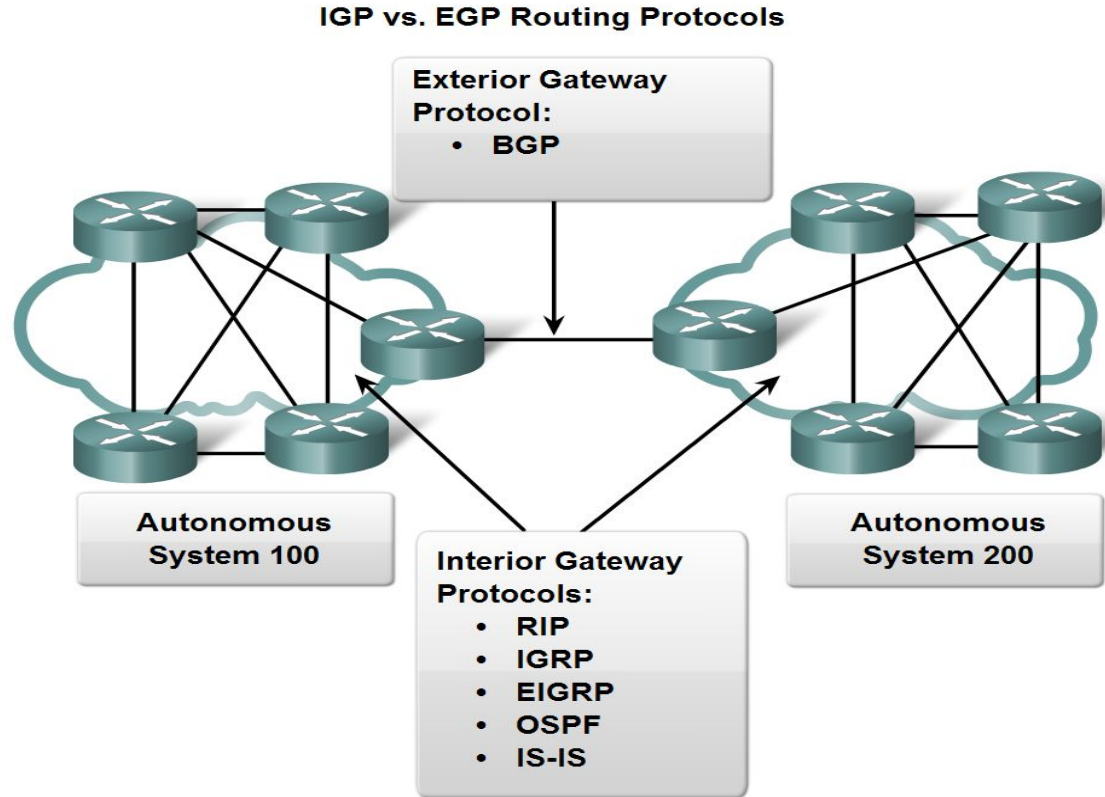 IGP vs. EGP Routing Protocols
Exterior Gateway
Protocol:
• BGP
Autonomous
System 100
Autonomous
System 200
Interior Gateway
Protocols:
• RIP
• IGRP
• EIGRP
• OSPF
• IS-IS